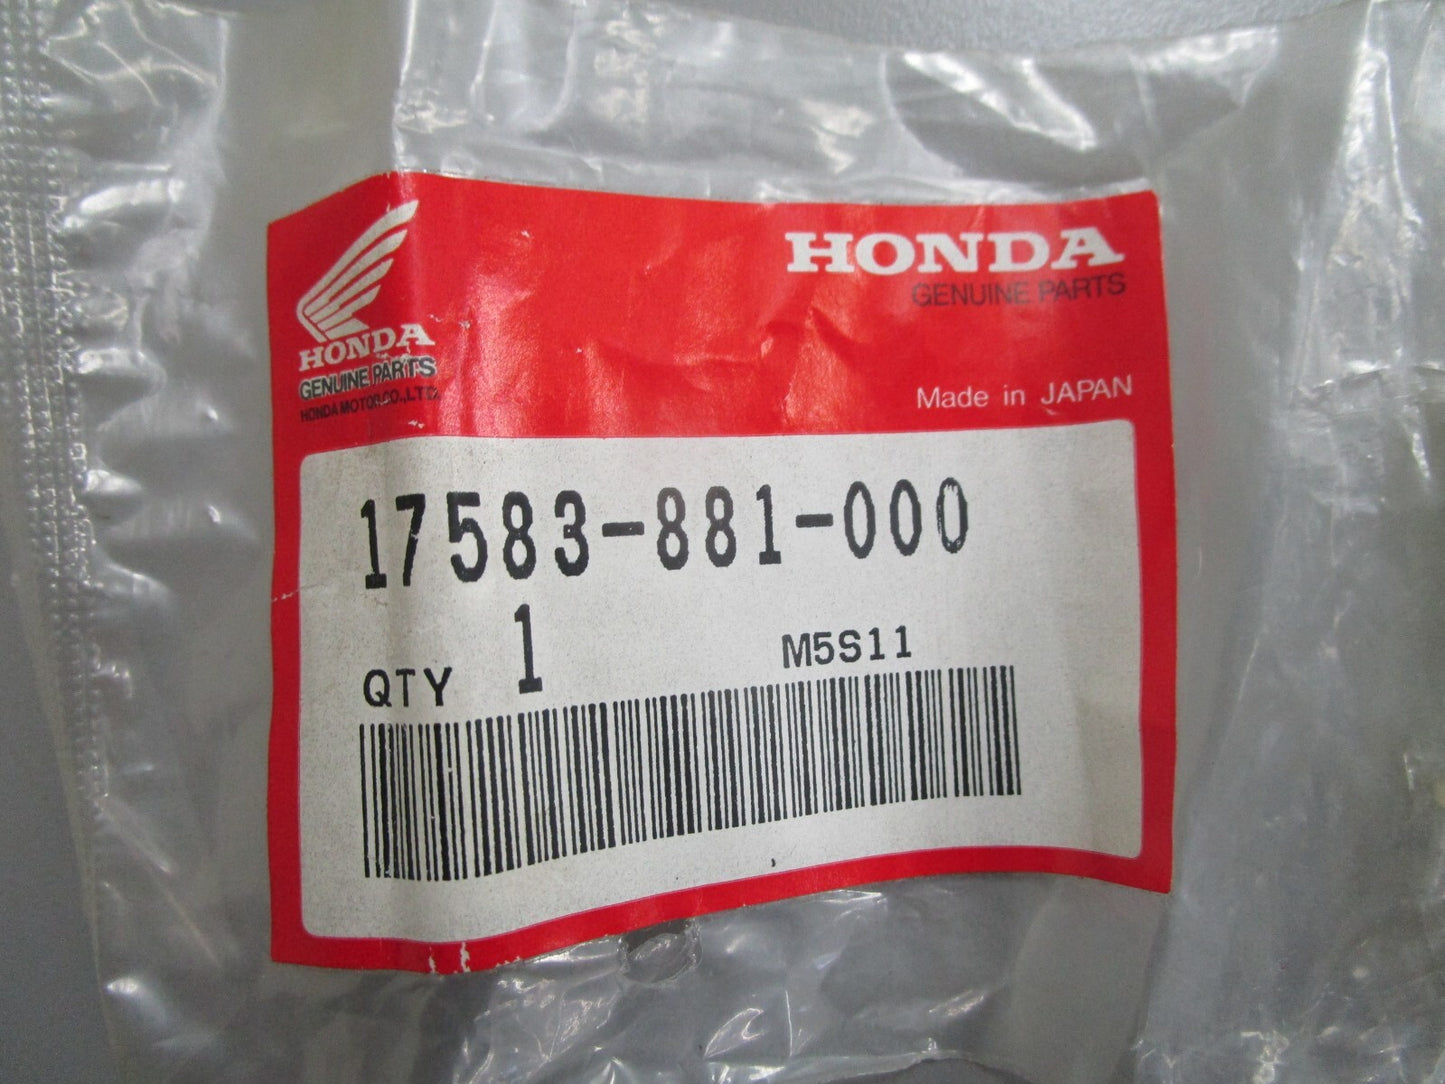 HONDA
GENUINE PARTS
HONDA MOTOR CO., LTD.
HONDA
GENUINE PARTS
Made in JAPAN
17583-881-000
QTY 1
M5S11